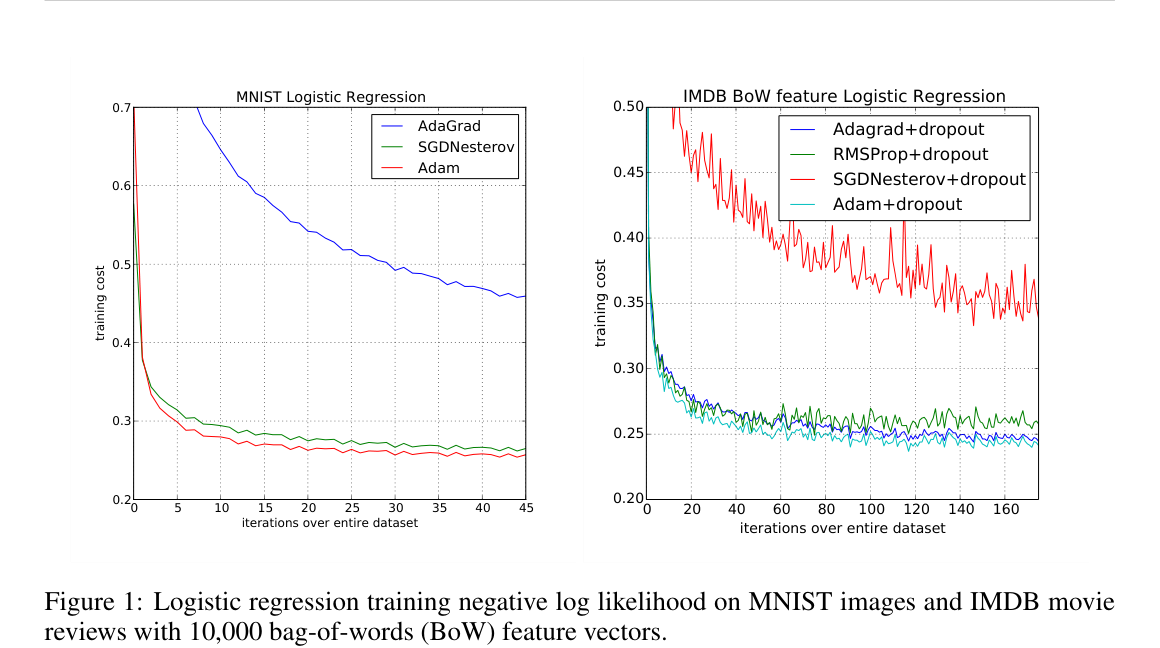 MNIST Logistic Regression
0.7
0.6
0.5
0.4
0.3
0.2
training cost
AdaGrad
SGDNesterov
Adam
0 5 10 15 20 25 30 35 40 45
iterations over entire dataset
IMDB BoW feature Logistic Regression
0.50
0.45
0.40
0.35
0.30
0.25
0.20
training cost
Adagrad+dropout
RMSProp+dropout
SGDNesterov+dropout
Adam+dropout
0 20 40 60 80 100 120 140 160
iterations over entire dataset
Figure 1: Logistic regression training negative log likelihood on MNIST images and IMDB movie
reviews with 10,000 bag-of-words (BoW) feature vectors.